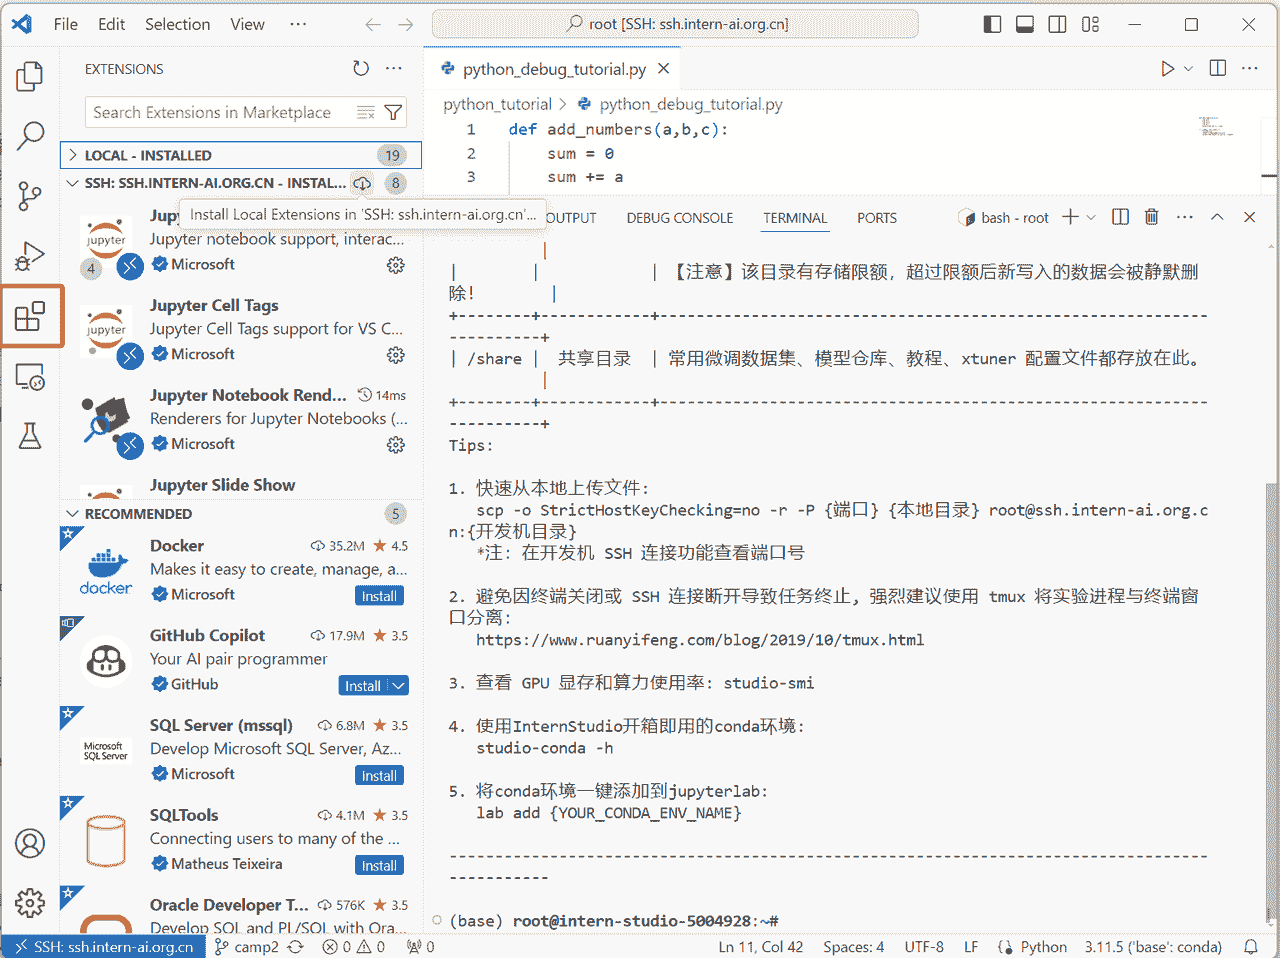 File Edit Selection View ···
root [SSH: ssh.intern-ai.org.cn]
EXTENSIONS
Search Extensions in Marketplace
LOCAL - INSTALLED 19
SSH: SSH.INTERN-AI.ORG.CN - INSTAL... 8
Install Local Extensions in 'SSH: ssh.intern-ai.org.cn'...
Jupyter notebook support, interac...
Microsoft
jupyter
4
Jupyter Cell Tags
Jupyter Cell Tags support for VS C...
Microsoft
jupyter
Jupyter Notebook Rend... 14ms
Renderers for Jupyter Notebooks (...
Microsoft
Jupyter Slide Show
RECOMMENDED 5
Docker 35.2M 4.5
Makes it easy to create, manage, a...
Microsoft Install
docker
GitHub Copilot 17.9M 3.5
Your AI pair programmer
GitHub Install
SQL Server (mssql) 6.8M 3.5
Develop Microsoft SQL Server, Az...
Microsoft Install
Microsoft
SQL Server
SQLTools 4.1M 3.5
Connecting users to many of the ...
Matheus Teixeira Install
Oracle Developer T... 576K 3.5
Develop SQL and PL/SQL with Ora...
python_debug_tutorial.py
python_tutorial > python_debug_tutorial.py
1 def add_numbers(a,b,c):
2 sum = 0
3 sum += a
OUTPUT DEBUG CONSOLE TERMINAL PORTS bash - root
|
| | | 【注意】该目录有存储限额，超过限额后新写入的数据会被静默删
除! |
+--------+------------+------------------------------------------------------------
----------+
| /share | 共享目录 | 常用微调数据集、模型仓库、教程、xtuner 配置文件都存放在此。
|
+--------+------------+------------------------------------------------------------
----------+
Tips:
1. 快速从本地上传文件:
scp -o StrictHostKeyChecking=no -r -P {端口} {本地目录} root@ssh.intern-ai.org.c
n:{开发机目录}
*注: 在开发机 SSH 连接功能查看端口号
2. 避免因终端关闭或 SSH 连接断开导致任务终止, 强烈建议使用 tmux 将实验进程与终端窗
口分离:
https://www.ruanyifeng.com/blog/2019/10/tmux.html
3. 查看 GPU 显存和算力使用率: studio-smi
4. 使用InternStudio开箱即用的conda环境:
studio-conda -h
5. 将conda环境一键添加到jupyterlab:
lab add {YOUR_CONDA_ENV_NAME}
-----------------------------------------------------------------------------------
-----------
(base) root@intern-studio-5004928:~#
SSH: ssh.intern-ai.org.cn camp2 0 0 0 Ln 11, Col 42 Spaces: 4 UTF-8 LF Python 3.11.5 ('base': conda)